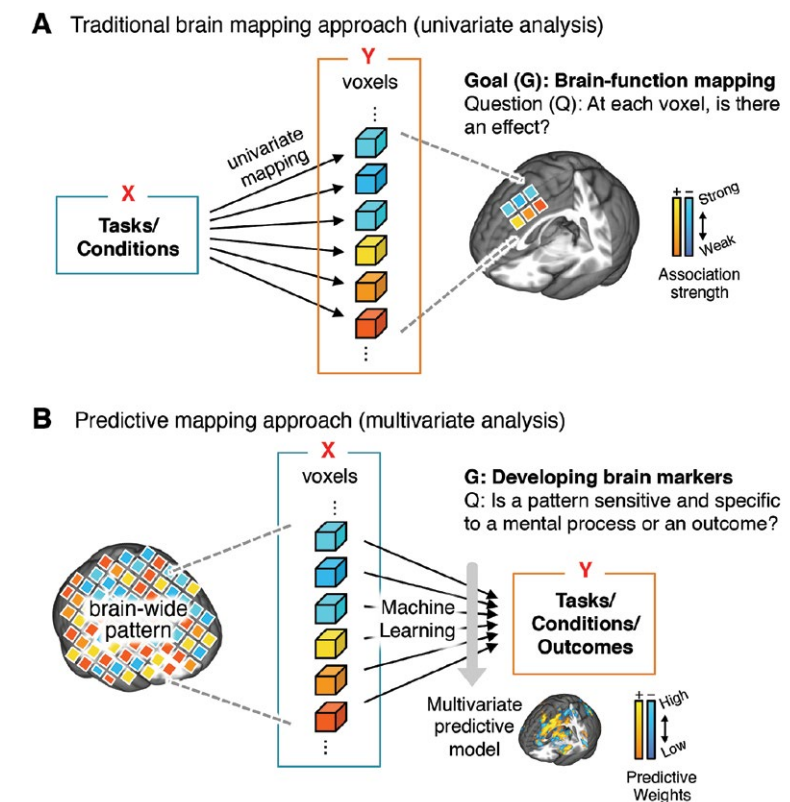 A Traditional brain mapping approach (univariate analysis)
Y
voxels
Goal (G): Brain-function mapping
Question (Q): At each voxel, is there
an effect?
univariate
mapping
X
Tasks/
Conditions
+ −
Strong
Weak
Association
strength
B Predictive mapping approach (multivariate analysis)
X
voxels
G: Developing brain markers
Q: Is a pattern sensitive and specific
to a mental process or an outcome?
brain-wide
pattern
Machine
Learning
Y
Tasks/
Conditions/
Outcomes
Multivariate
predictive
model
+ −
High
Low
Predictive
Weights